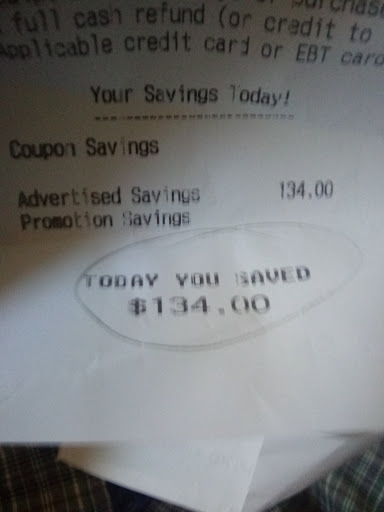 full cash refund (or credit to
Applicable credit card or EBT card
Your Savings Today!
Coupon Savings
Advertised Savings 134.00
Promotion Savings
TODAY YOU SAVED
$134.00